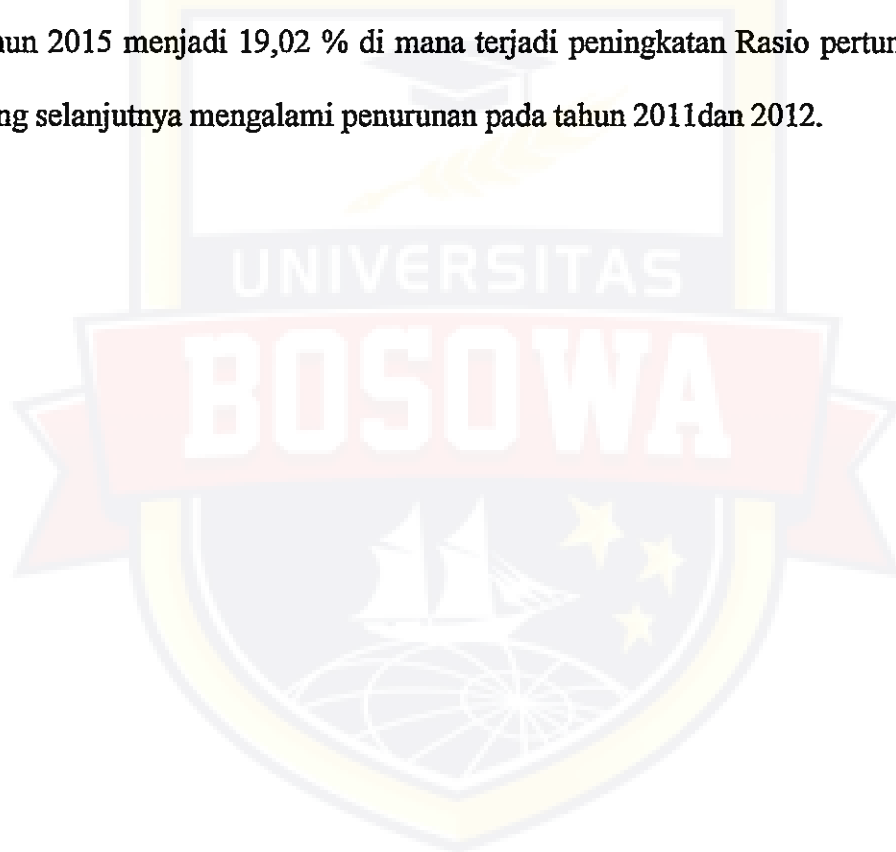 un 2015 menjadi 19,02 % di mana terjadi peningkatan Rasio pertun
ng selanjutnya mengalami penurunan pada tahun 2011dan 2012.
UNIVERSITAS
BOSOWA